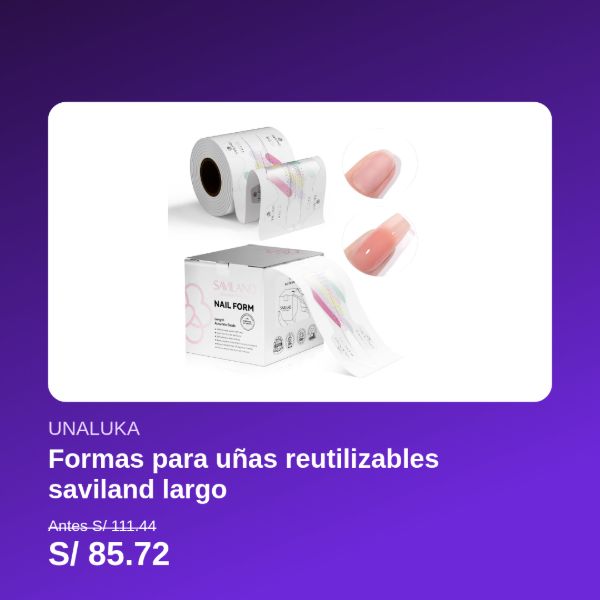 SAVILAND
NAIL FORM
UNALUKA
Formas para uñas reutilizables
saviland largo
Antes S/ 111.44
S/ 85.72